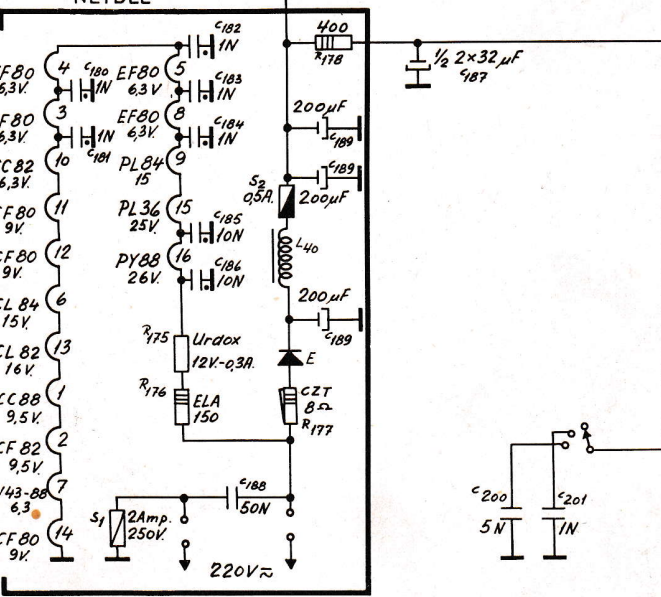 NETDEE
C182
1N
400
R178
½ 2×32µF
C187
4
EF80
6,3V.
C180
1N
5
EF80
6,3V
C183
1N
3
EF80
6,3V.
1N
C181
8
EF80
6,3V.
C184
1N
200µF
C189
10
CC82
6,3V.
9
PL84
15
S2
0,5A.
C189
200µF
11
CF80
9V.
15
PL36
25V.
C185
10N
L40
12
CF80
9V.
16
PY88
26V.
C186
10N
6
CL84
15V.
200µF
C189
13
CL82
16V.
R175
Urdox
12V.-0,3A.
E
1
CC88
9,5V.
R176
ELA
150
CZT
8Ω
R177
2
CF82
9,5V.
7
V43-88
6,3
C188
50N
14
CF80
9V.
S1
2Amp.
250V.
220V≂
C200
5N
C201
1N